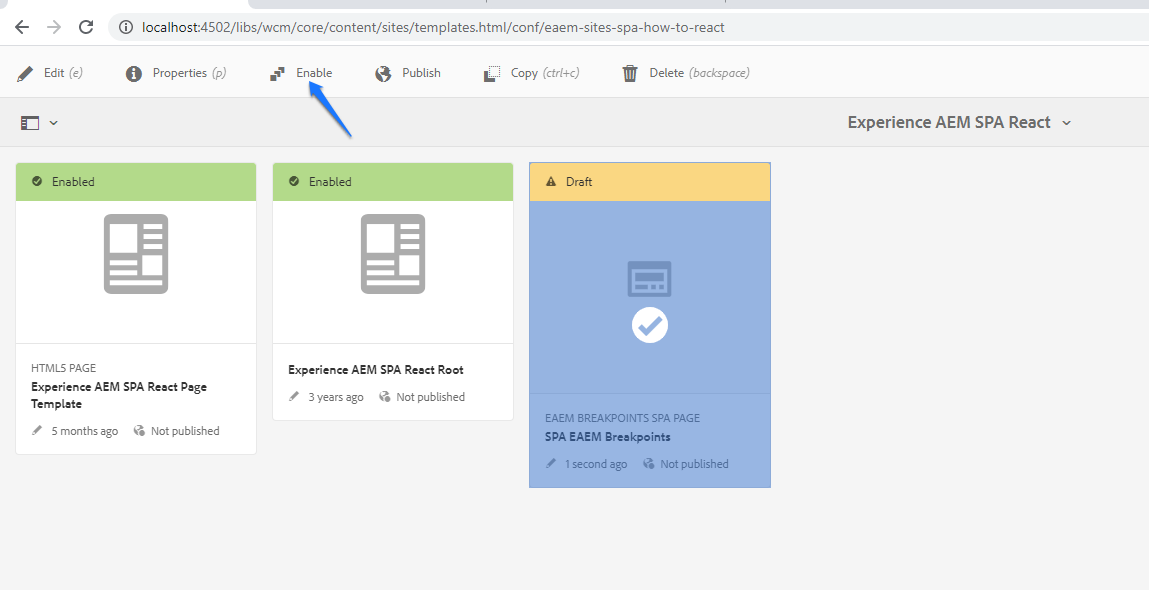 localhost:4502/libs/wcm/core/content/sites/templates.html/conf/eaem-sites-spa-how-to-react
Edit (e) Properties (p) Enable Publish Copy (ctrl+c) Delete (backspace)
Experience AEM SPA React
Enabled
HTML5 PAGE
Experience AEM SPA React Page
Template
5 months ago Not published
Enabled
Experience AEM SPA React Root
3 years ago Not published
Draft
EAEM BREAKPOINTS SPA PAGE
SPA EAEM Breakpoints
1 second ago Not published